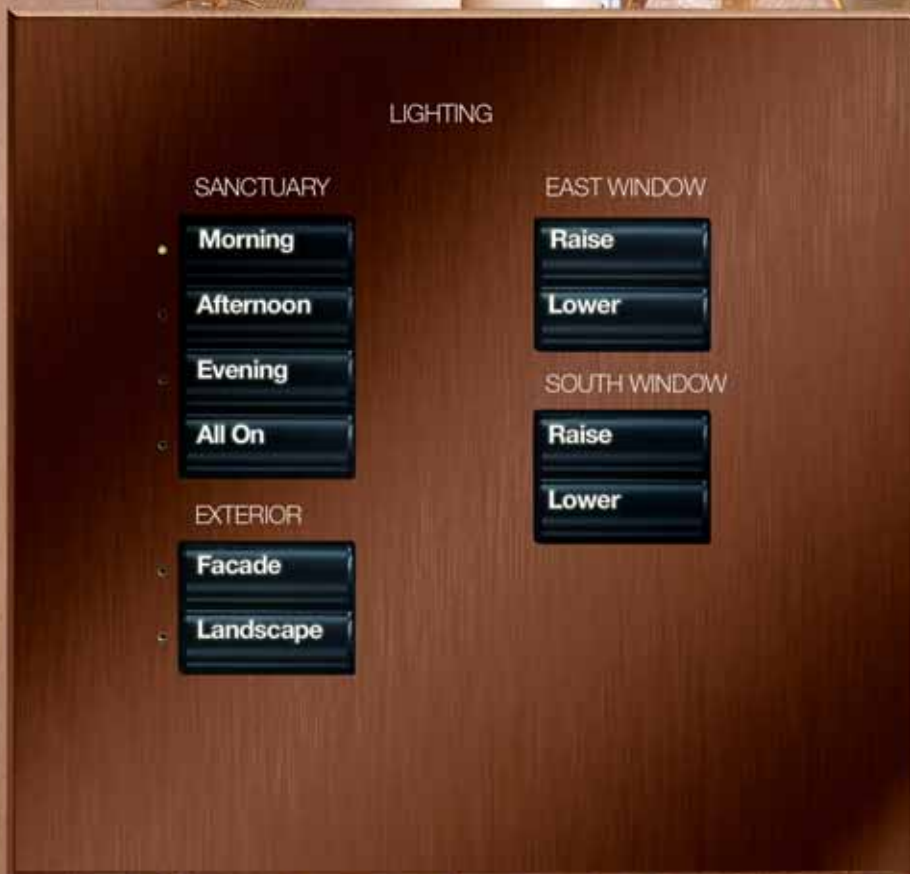 LIGHTING
SANCTUARY
Morning
Afternoon
Evening
All On
EXTERIOR
Facade
Landscape
EAST WINDOW
Raise
Lower
SOUTH WINDOW
Raise
Lower